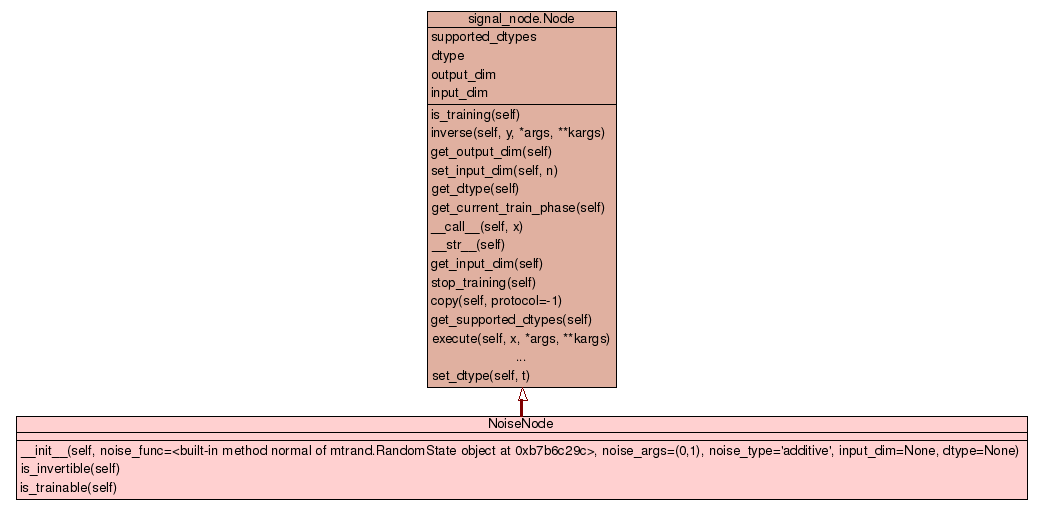 signal_node.Node
supported_dtypes
dtype
output_dim
input_dim
is_training(self)
inverse(self, y, *args, **kargs)
get_output_dim(self)
set_input_dim(self, n)
get_dtype(self)
get_current_train_phase(self)
__call__(self, x)
__str__(self)
get_input_dim(self)
stop_training(self)
copy(self, protocol=-1)
get_supported_dtypes(self)
execute(self, x, *args, **kargs)
...
set_dtype(self, t)
NoiseNode
__init__(self, noise_func=<built-in method normal of mtrand.RandomState object at 0xb7b6c29c>, noise_args=(0,1), noise_type='additive', input_dim=None, dtype=None)
is_invertible(self)
is_trainable(self)